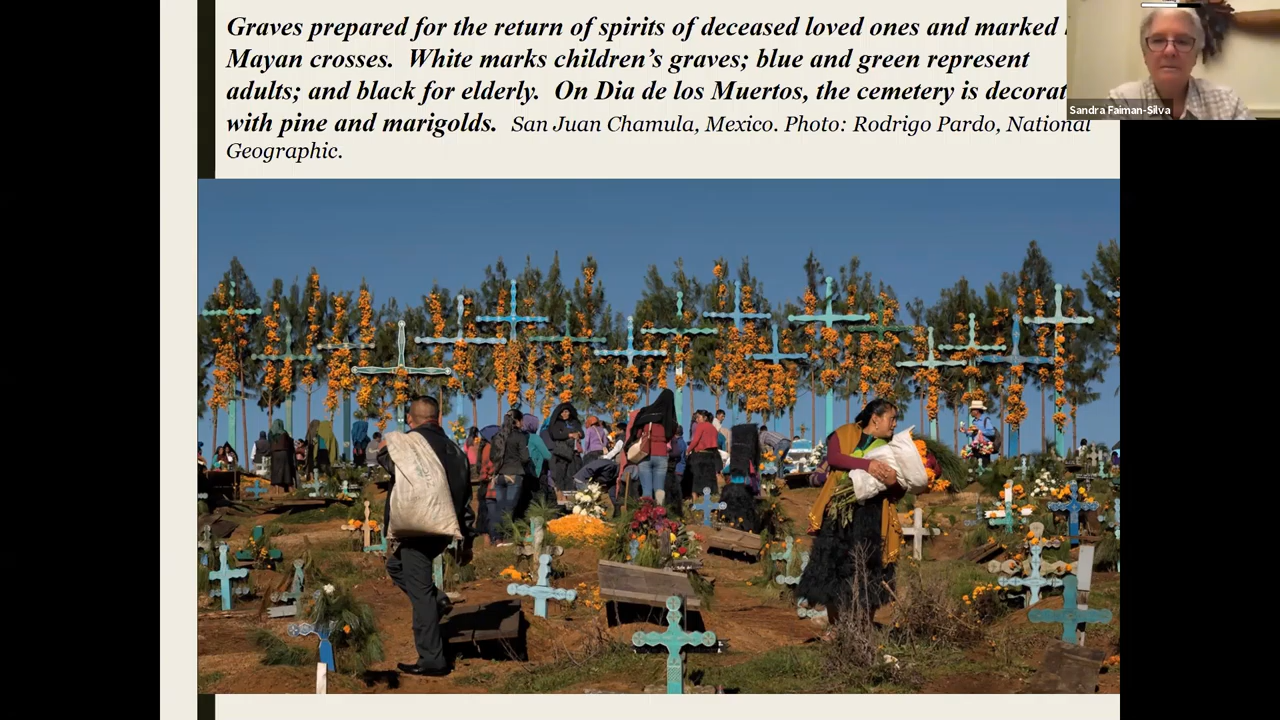 Graves prepared for the return of spirits of deceased loved ones and marked
Mayan crosses.  White marks children’s graves; blue and green represent
adults; and black for elderly.  On Dia de los Muertos, the cemetery is
with pine and marigolds.  San Juan Chamula, Mexico. Photo: Rodrigo Pardo, National
Geographic.
Sandra Faiman-Silva